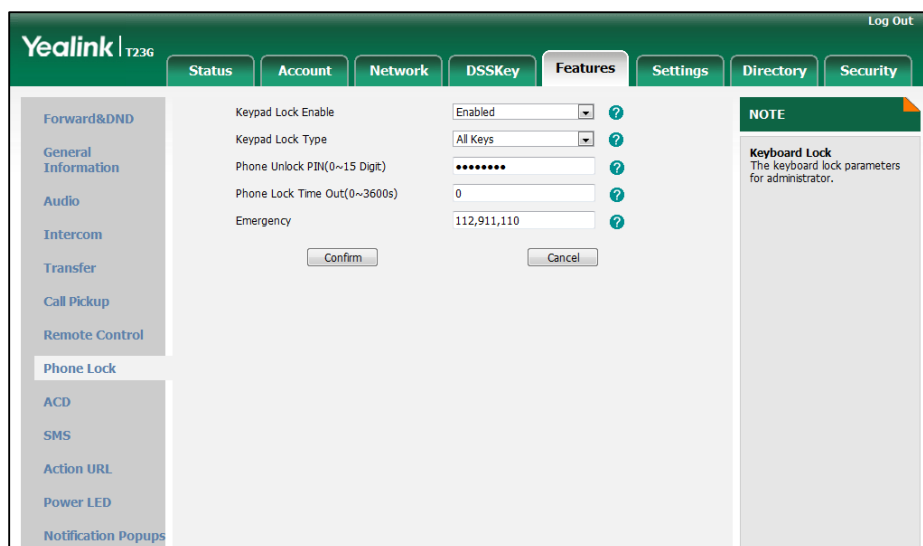 Log Out
Yealink T23G
Status Account Network DSSKey Features Settings Directory Security
Forward&DND
General
Information
Audio
Intercom
Transfer
Call Pickup
Remote Control
Phone Lock
ACD
SMS
Action URL
Power LED
Notification Popups
Keypad Lock Enable Enabled ?
Keypad Lock Type All Keys ?
Phone Unlock PIN(0~15 Digit) •••••••• ?
Phone Lock Time Out(0~3600s) 0 ?
Emergency 112,911,110 ?
Confirm Cancel
NOTE
Keyboard Lock
The keyboard lock parameters
for administrator.